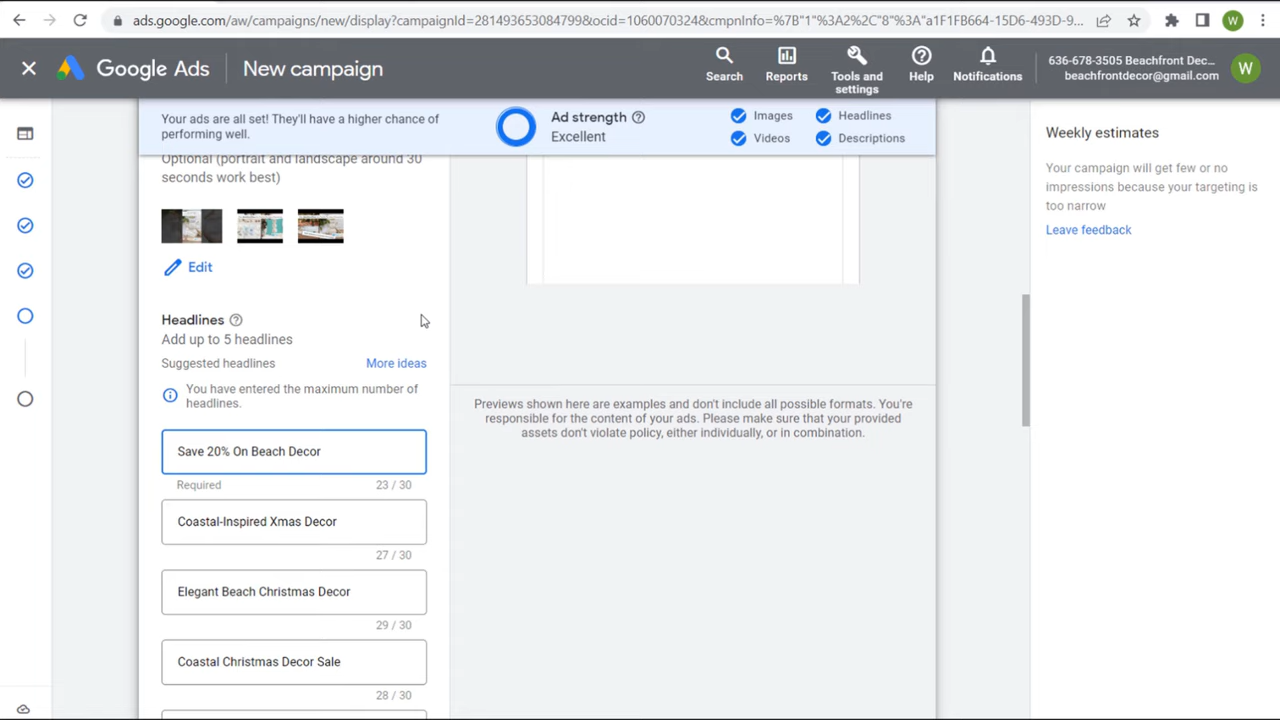 ads.google.com/aw/campaigns/new/display?campaignId=281493653084799&ocid=1060070324&cmpnInfo=%7B"1"%3A2%2C"8"%3A"a1F1FB664-15D6-493D-9...
W
Google Ads
New campaign
Search
Reports
Tools and
settings
Help
Notifications
636-678-3505 Beachfront Dec...
beachfrontdecor@gmail.com
W
Your ads are all set! They'll have a higher chance of
performing well.
Ad strength
Excellent
Images
Headlines
Videos
Descriptions
Optional (portrait and landscape around 30
seconds work best)
Edit
Headlines
Add up to 5 headlines
Suggested headlines
More ideas
You have entered the maximum number of
headlines.
Save 20% On Beach Decor
Required
23 / 30
Coastal-Inspired Xmas Decor
27 / 30
Elegant Beach Christmas Decor
29 / 30
Coastal Christmas Decor Sale
28 / 30
Previews shown here are examples and don't include all possible formats. You're
responsible for the content of your ads. Please make sure that your provided
assets don't violate policy, either individually, or in combination.
Weekly estimates
Your campaign will get few or no
impressions because your targeting is
too narrow
Leave feedback